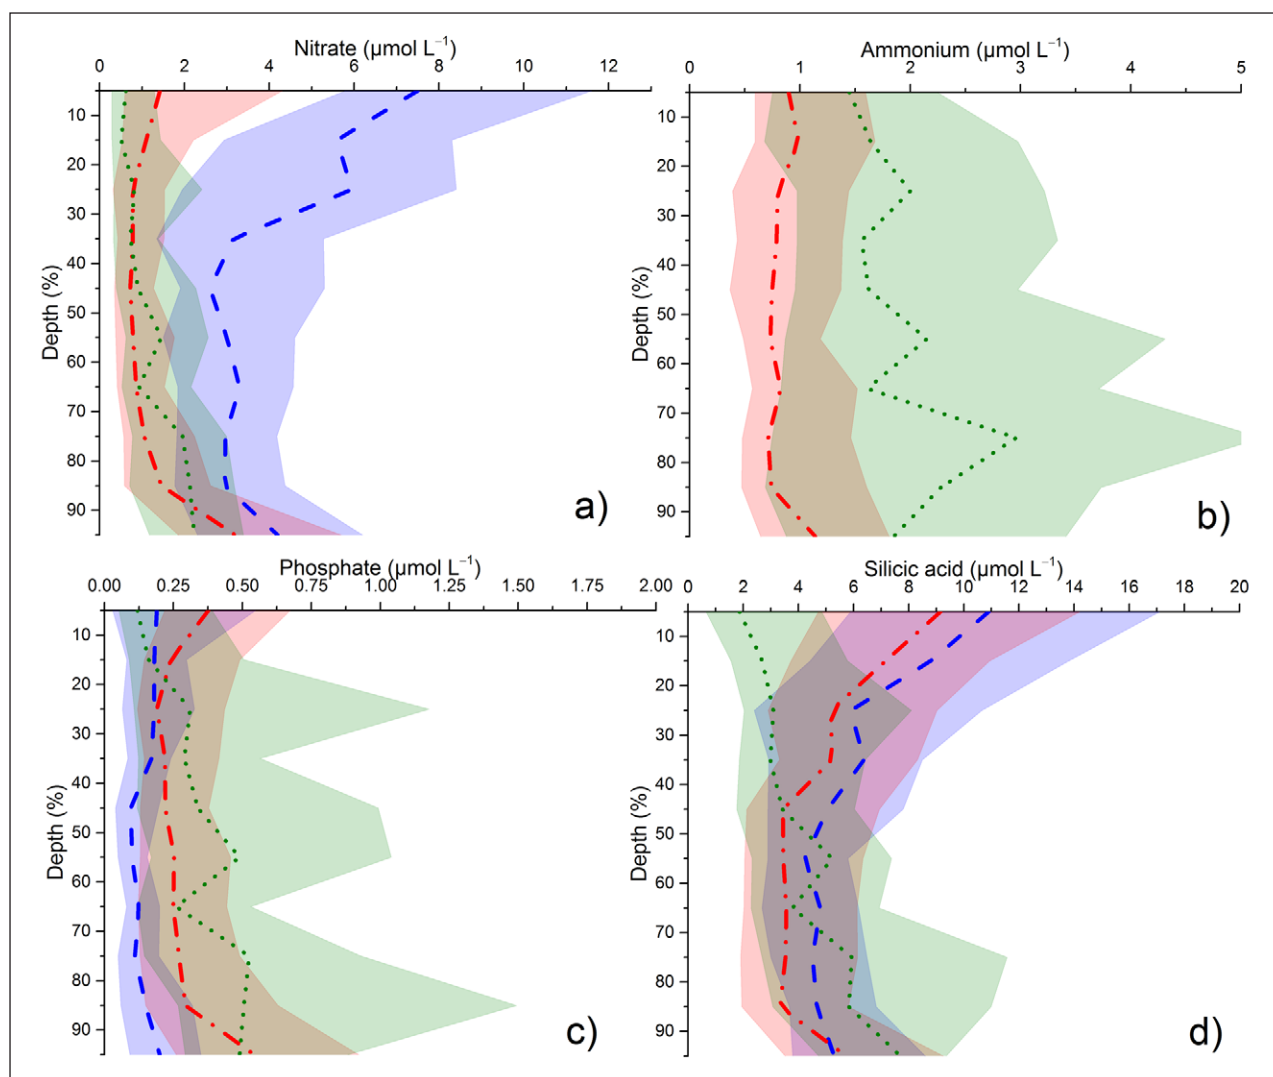 Nitrate (µmol L⁻¹)
0 2 4 6 8 10 12
10
20
30
40
50
60
70
80
90
Depth (%)
a)
Ammonium (µmol L⁻¹)
0 1 2 3 4 5
10
20
30
40
50
60
70
80
90
Depth (%)
b)
Phosphate (µmol L⁻¹)
0.00 0.25 0.50 0.75 1.00 1.25 1.50 1.75 2.00
10
20
30
40
50
60
70
80
90
Depth (%)
c)
Silicic acid (µmol L⁻¹)
0 2 4 6 8 10 12 14 16 18 20
10
20
30
40
50
60
70
80
90
Depth (%)
d)